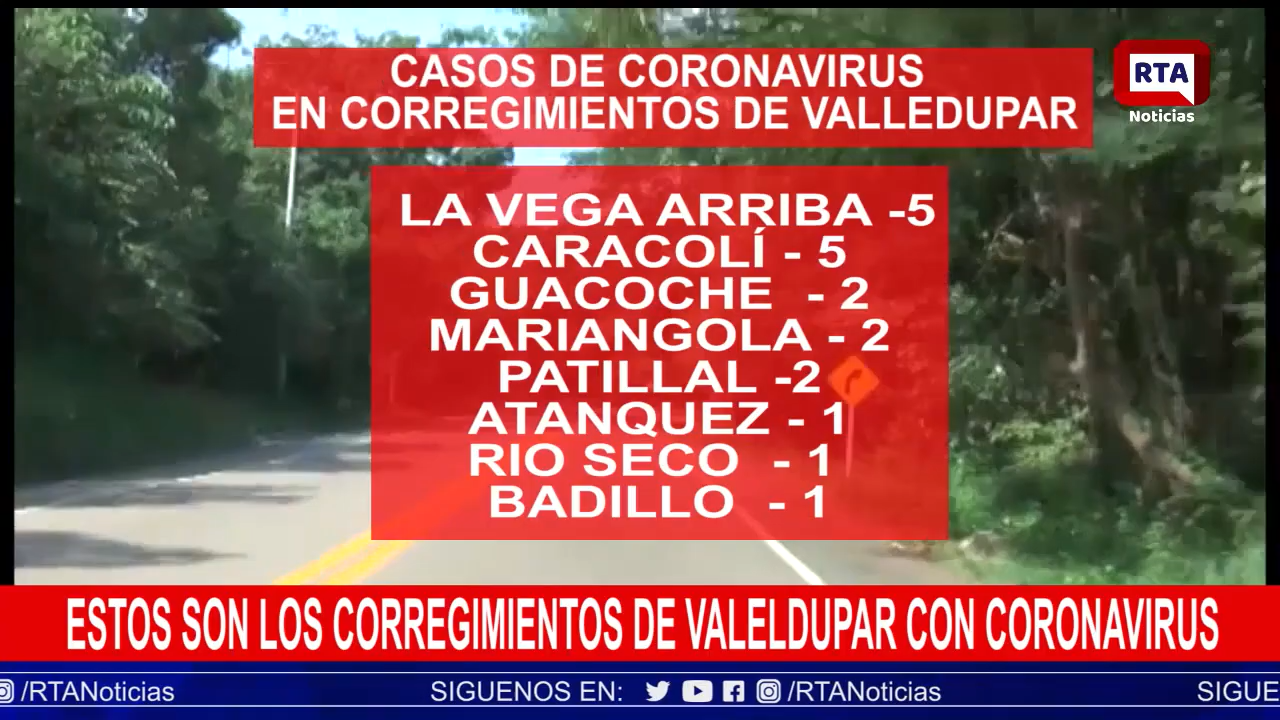 CASOS DE CORONAVIRUS
EN CORREGIMIENTOS DE VALLEDUPAR
RTA
Noticias
LA VEGA ARRIBA -5
CARACOLÍ - 5
GUACOCHE - 2
MARIANGOLA - 2
PATILLAL -2
ATANQUEZ - 1
RIO SECO - 1
BADILLO - 1
ESTOS SON LOS CORREGIMIENTOS DE VALELDUPAR CON CORONAVIRUS
/RTANoticias SIGUENOS EN: /RTANoticias SIGUE